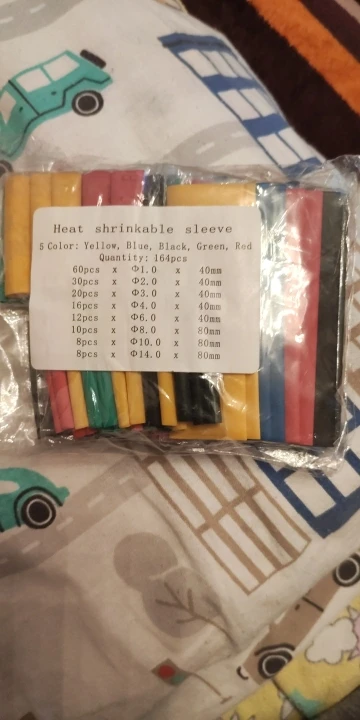 Heat shrinkable sleeve
5 Color: Yellow, Blue, Black, Green, Red
Quantity: 164pcs
60pcs x Φ1.0 x 40mm
30pcs x Φ2.0 x 40mm
20pcs x Φ3.0 x 40mm
16pcs x Φ4.0 x 40mm
12pcs x Φ6.0 x 40mm
10pcs x Φ8.0 x 80mm
8pcs x Φ10.0 x 80mm
8pcs x Φ14.0 x 80mm